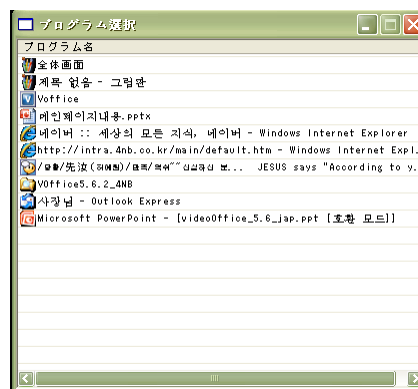 プログラム選択
プログラム名
全体画面
제목 없음 - 그림판
Voffice
메인페이지내용.pptx
네이버 :: 세상의 모든 지식, 네이버 - Windows Internet Explorer
http://intra.4nb.co.kr/main/default.htm - Windows Internet Expl.
JESUS says "According to y.
VOffice5.6.2_4NB
사장님 - Outlook Express
Microsoft PowerPoint - [videoOffice_5.6_jap.ppt [호환 모드]]